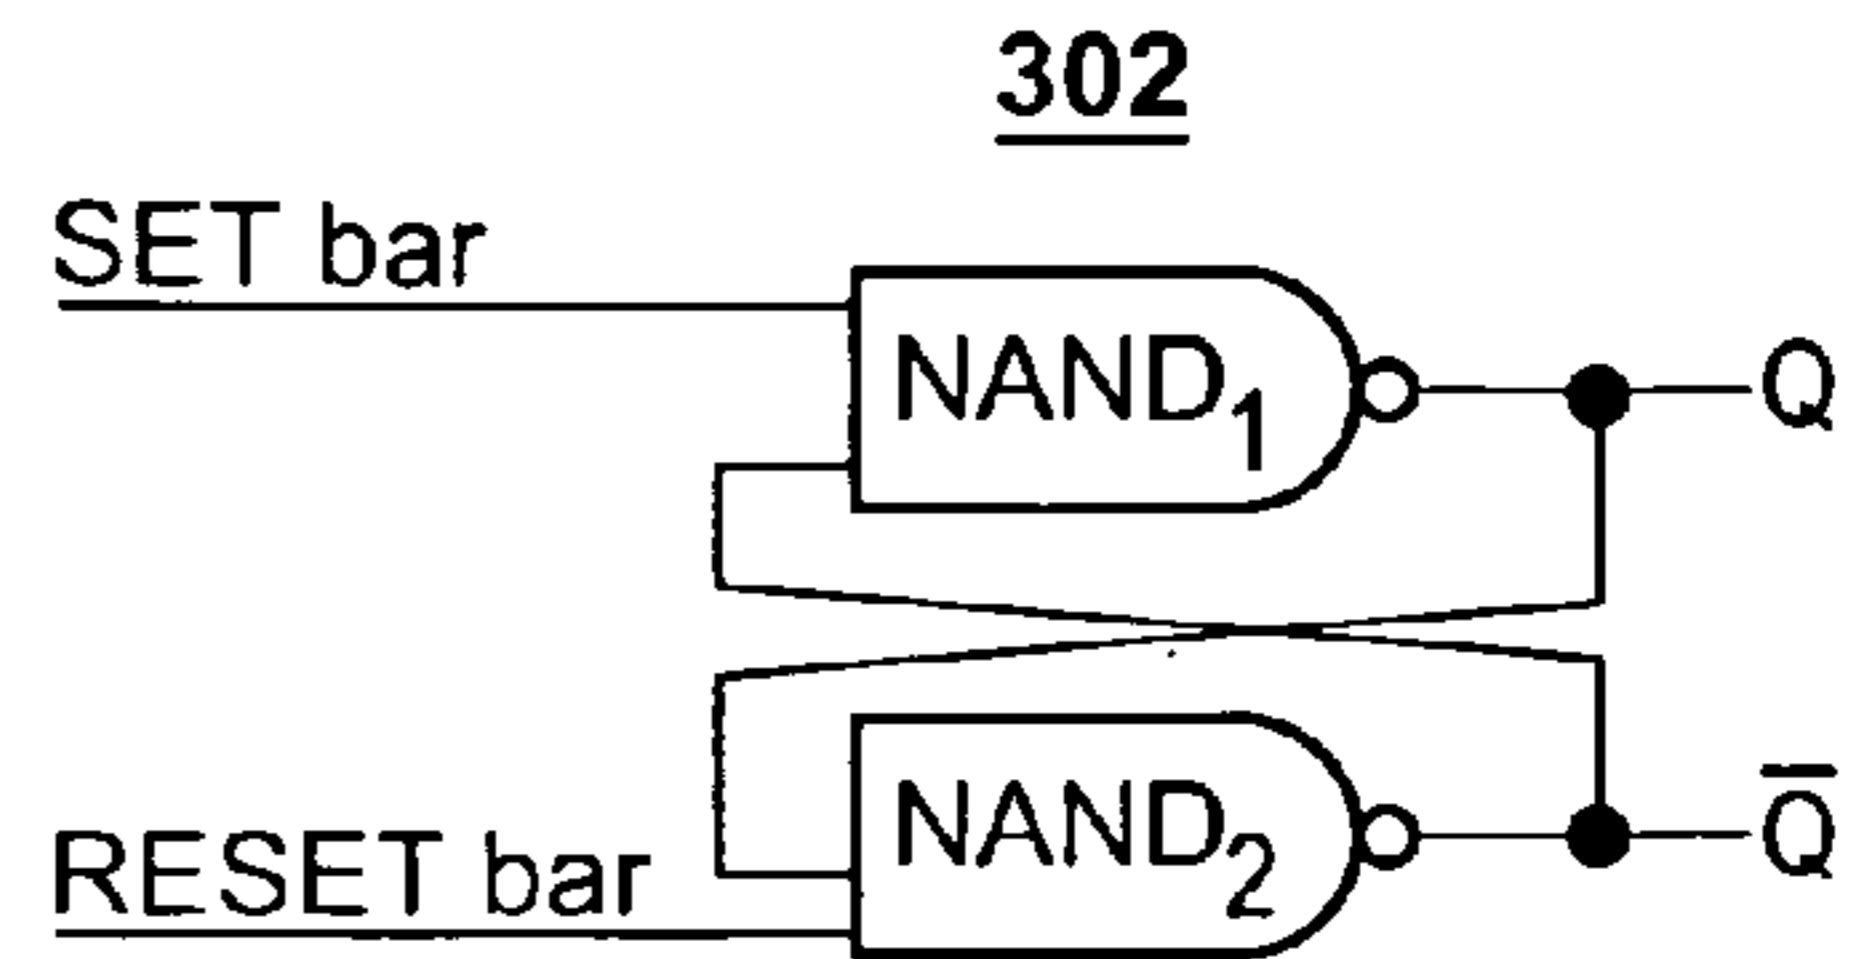 302
SET bar
NAND1
Q
NAND2
Q̅
RESET bar